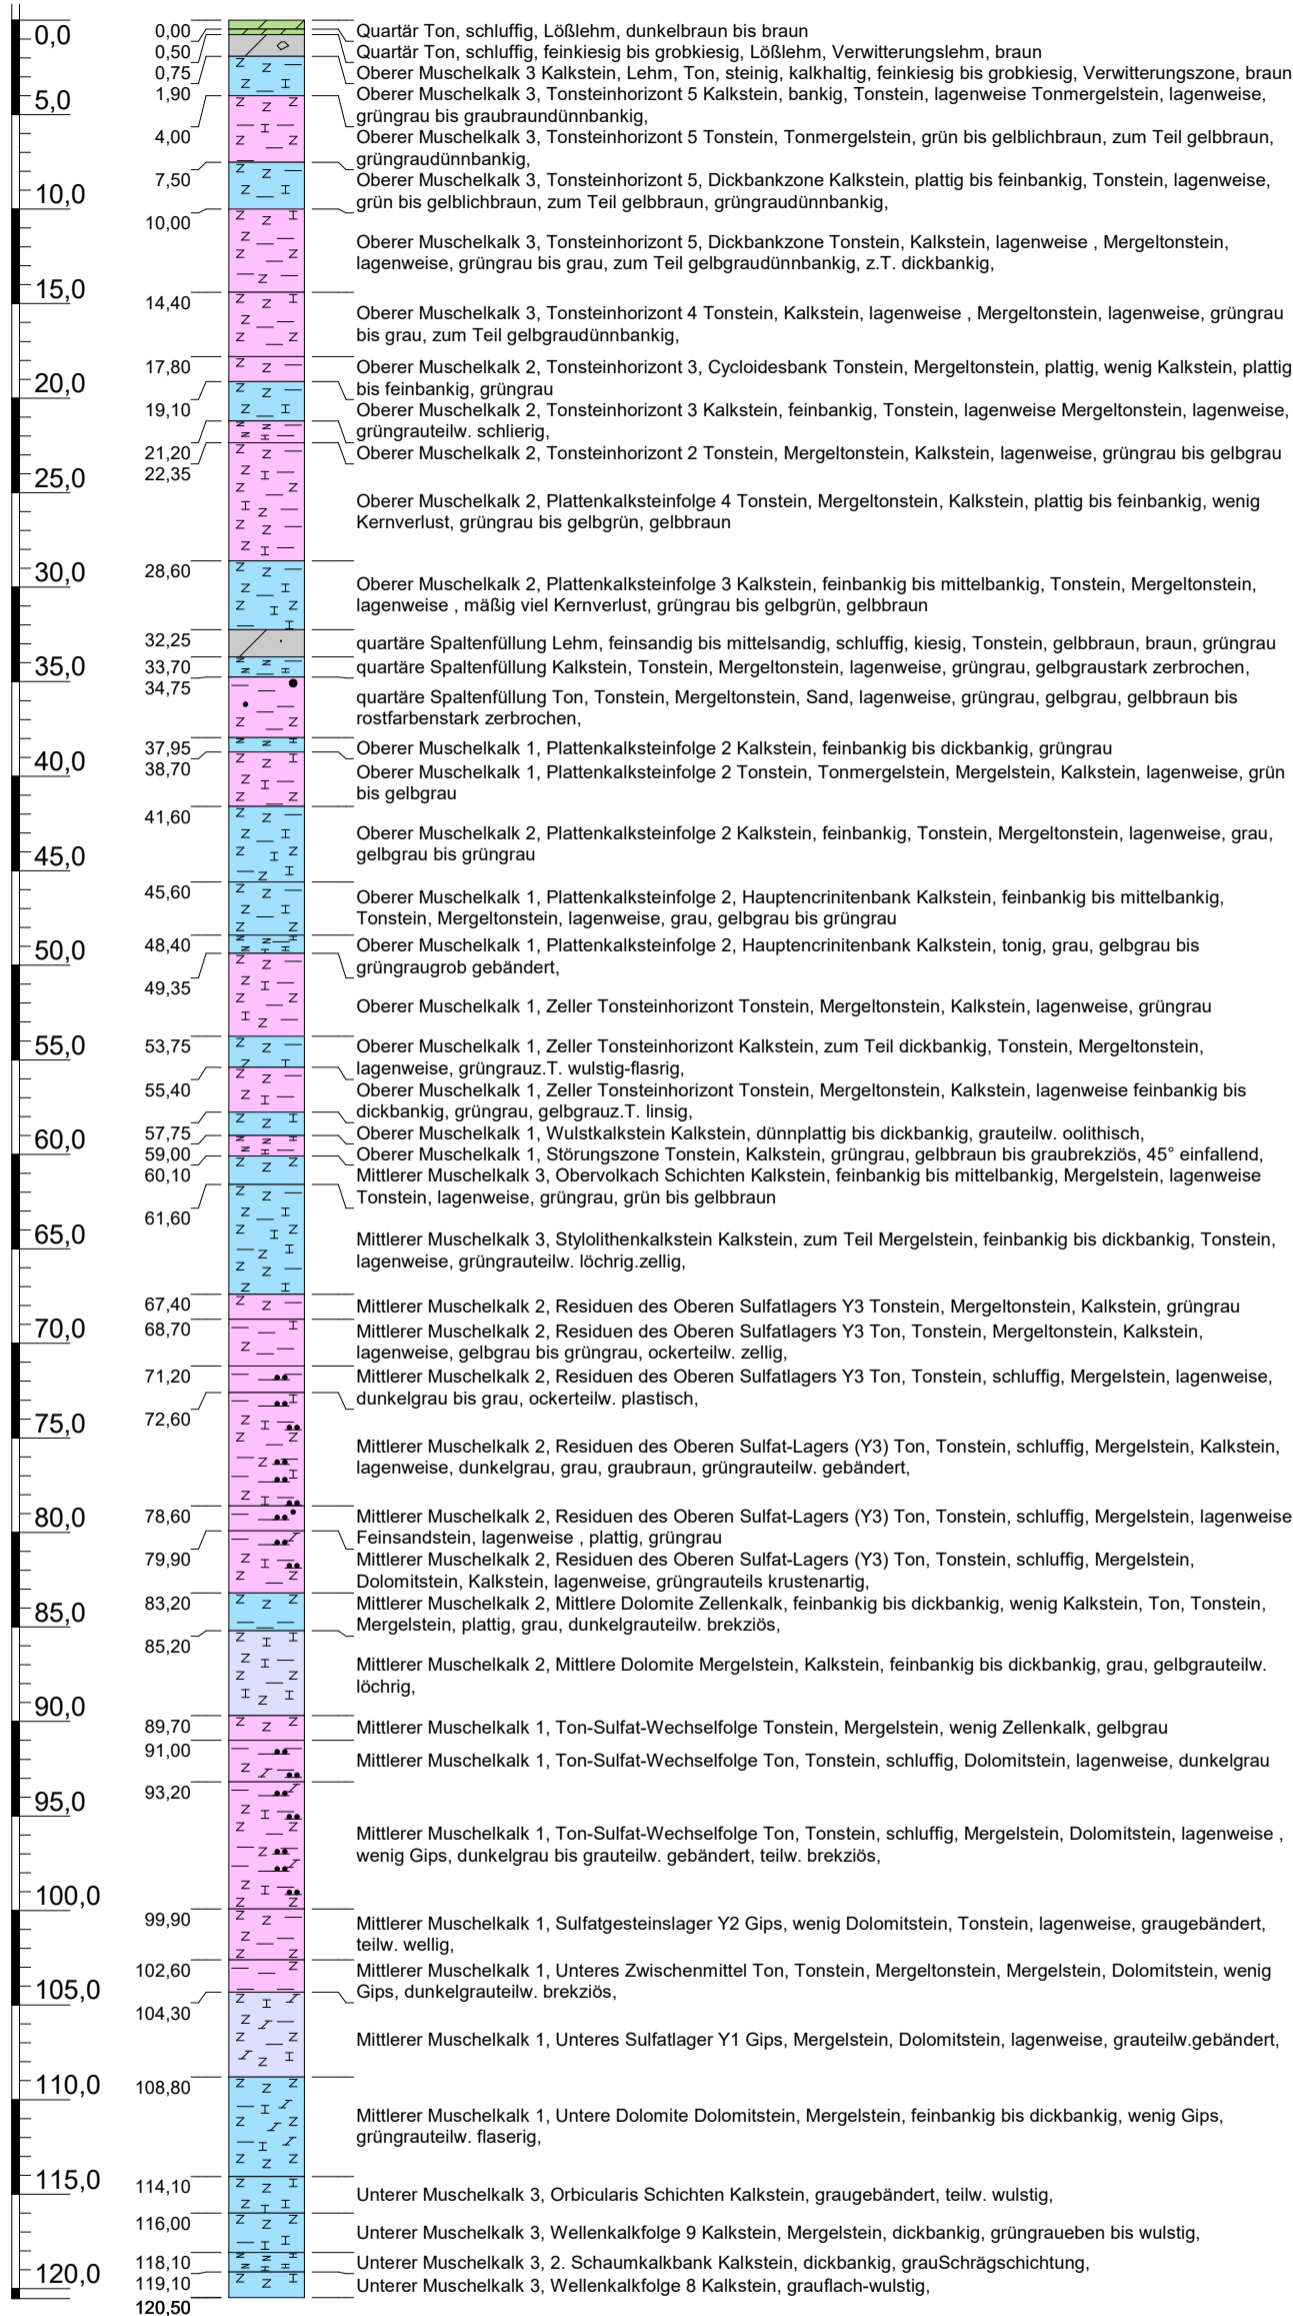 0,0
5,0
10,0
15,0
20,0
25,0
30,0
35,0
40,0
45,0
50,0
55,0
60,0
65,0
70,0
75,0
80,0
85,0
90,0
95,0
100,0
105,0
110,0
115,0
120,0
0,00
0,50
0,75
1,90
4,00
7,50
10,00
14,40
17,80
19,10
21,20
22,35
28,60
32,25
33,70
34,75
37,95
38,70
41,60
45,60
48,40
49,35
53,75
55,40
57,75
59,00
60,10
61,60
67,40
68,70
71,20
72,60
78,60
79,90
83,20
85,20
89,70
91,00
93,20
99,90
102,60
104,30
108,80
114,10
116,00
118,10
119,10
120,50
Quartär Ton, schluffig, Lößlehm, dunkelbraun bis braun
Quartär Ton, schluffig, feinkiesig bis grobkiesig, Lößlehm, Verwitterungslehm, braun
Oberer Muschelkalk 3 Kalkstein, Lehm, Ton, steinig, kalkhaltig, feinkiesig bis grobkiesig, Verwitterungszone, braun
Oberer Muschelkalk 3, Tonsteinhorizont 5 Kalkstein, bankig, Tonstein, lagenweise Tonmergelstein, lagenweise,
grüngrau bis graubraundünnbankig,
Oberer Muschelkalk 3, Tonsteinhorizont 5 Tonstein, Tonmergelstein, grün bis gelblichbraun, zum Teil gelbbraun,
grüngraudünnbankig,
Oberer Muschelkalk 3, Tonsteinhorizont 5, Dickbankzone Kalkstein, plattig bis feinbankig, Tonstein, lagenweise,
grün bis gelblichbraun, zum Teil gelbbraun, grüngraudünnbankig,
Oberer Muschelkalk 3, Tonsteinhorizont 5, Dickbankzone Tonstein, Kalkstein, lagenweise , Mergeltonstein,
lagenweise, grüngrau bis grau, zum Teil gelbgraudünnbankig, z.T. dickbankig,
Oberer Muschelkalk 3, Tonsteinhorizont 4 Tonstein, Kalkstein, lagenweise , Mergeltonstein, lagenweise, grüngrau
bis grau, zum Teil gelbgraudünnbankig,
Oberer Muschelkalk 2, Tonsteinhorizont 3, Cycloidesbank Tonstein, Mergeltonstein, plattig, wenig Kalkstein, plattig
bis feinbankig, grüngrau
Oberer Muschelkalk 2, Tonsteinhorizont 3 Kalkstein, feinbankig, Tonstein, lagenweise Mergeltonstein, lagenweise,
grüngrauteilw. schlierig,
Oberer Muschelkalk 2, Tonsteinhorizont 2 Tonstein, Mergeltonstein, Kalkstein, lagenweise, grüngrau bis gelbgrau
Oberer Muschelkalk 2, Plattenkalksteinfolge 4 Tonstein, Mergeltonstein, Kalkstein, plattig bis feinbankig, wenig
Kernverlust, grüngrau bis gelbgrün, gelbbraun
Oberer Muschelkalk 2, Plattenkalksteinfolge 3 Kalkstein, feinbankig bis mittelbankig, Tonstein, Mergeltonstein,
lagenweise , mäßig viel Kernverlust, grüngrau bis gelbgrün, gelbbraun
quartäre Spaltenfüllung Lehm, feinsandig bis mittelsandig, schluffig, kiesig, Tonstein, gelbbraun, braun, grüngrau
quartäre Spaltenfüllung Kalkstein, Tonstein, Mergeltonstein, lagenweise, grüngrau, gelbgraustark zerbrochen,
quartäre Spaltenfüllung Ton, Tonstein, Mergeltonstein, Sand, lagenweise, grüngrau, gelbgrau, gelbbraun bis
rostfarbenstark zerbrochen,
Oberer Muschelkalk 1, Plattenkalksteinfolge 2 Kalkstein, feinbankig bis dickbankig, grüngrau
Oberer Muschelkalk 1, Plattenkalksteinfolge 2 Tonstein, Tonmergelstein, Mergelstein, Kalkstein, lagenweise, grün
bis gelbgrau
Oberer Muschelkalk 2, Plattenkalksteinfolge 2 Kalkstein, feinbankig, Tonstein, Mergeltonstein, lagenweise, grau,
gelbgrau bis grüngrau
Oberer Muschelkalk 1, Plattenkalksteinfolge 2, Hauptencrinitenbank Kalkstein, feinbankig bis mittelbankig,
Tonstein, Mergeltonstein, lagenweise, grau, gelbgrau bis grüngrau
Oberer Muschelkalk 1, Plattenkalksteinfolge 2, Hauptencrinitenbank Kalkstein, tonig, grau, gelbgrau bis
grüngraugrob gebändert,
Oberer Muschelkalk 1, Zeller Tonsteinhorizont Tonstein, Mergeltonstein, Kalkstein, lagenweise, grüngrau
Oberer Muschelkalk 1, Zeller Tonsteinhorizont Kalkstein, zum Teil dickbankig, Tonstein, Mergeltonstein,
lagenweise, grüngrauz.T. wulstig-flasrig,
Oberer Muschelkalk 1, Zeller Tonsteinhorizont Tonstein, Mergeltonstein, Kalkstein, lagenweise feinbankig bis
dickbankig, grüngrau, gelbgrauz.T. linsig,
Oberer Muschelkalk 1, Wulstkalkstein Kalkstein, dünnplattig bis dickbankig, grauteilw. oolithisch,
Oberer Muschelkalk 1, Störungszone Tonstein, Kalkstein, grüngrau, gelbbraun bis graubrekziös, 45° einfallend,
Mittlerer Muschelkalk 3, Obervolkach Schichten Kalkstein, feinbankig bis mittelbankig, Mergelstein, lagenweise
Tonstein, lagenweise, grüngrau, grün bis gelbbraun
Mittlerer Muschelkalk 3, Stylolithenkalkstein Kalkstein, zum Teil Mergelstein, feinbankig bis dickbankig, Tonstein,
lagenweise, grüngrauteilw. löchrig.zellig,
Mittlerer Muschelkalk 2, Residuen des Oberen Sulfatlagers Y3 Tonstein, Mergeltonstein, Kalkstein, grüngrau
Mittlerer Muschelkalk 2, Residuen des Oberen Sulfatlagers Y3 Ton, Tonstein, Mergeltonstein, Kalkstein,
lagenweise, gelbgrau bis grüngrau, ockerteilw. zellig,
Mittlerer Muschelkalk 2, Residuen des Oberen Sulfatlagers Y3 Ton, Tonstein, schluffig, Mergelstein, lagenweise,
dunkelgrau bis grau, ockerteilw. plastisch,
Mittlerer Muschelkalk 2, Residuen des Oberen Sulfat-Lagers (Y3) Ton, Tonstein, schluffig, Mergelstein, Kalkstein,
lagenweise, dunkelgrau, grau, graubraun, grüngrauteilw. gebändert,
Mittlerer Muschelkalk 2, Residuen des Oberen Sulfat-Lagers (Y3) Ton, Tonstein, schluffig, Mergelstein, lagenweise
Feinsandstein, lagenweise , plattig, grüngrau
Mittlerer Muschelkalk 2, Residuen des Oberen Sulfat-Lagers (Y3) Ton, Tonstein, schluffig, Mergelstein,
Dolomitstein, Kalkstein, lagenweise, grüngrauteils krustenartig,
Mittlerer Muschelkalk 2, Mittlere Dolomite Zellenkalk, feinbankig bis dickbankig, wenig Kalkstein, Ton, Tonstein,
Mergelstein, plattig, grau, dunkelgrauteilw. brekziös,
Mittlerer Muschelkalk 2, Mittlere Dolomite Mergelstein, Kalkstein, feinbankig bis dickbankig, grau, gelbgrauteilw.
löchrig,
Mittlerer Muschelkalk 1, Ton-Sulfat-Wechselfolge Tonstein, Mergelstein, wenig Zellenkalk, gelbgrau
Mittlerer Muschelkalk 1, Ton-Sulfat-Wechselfolge Ton, Tonstein, schluffig, Dolomitstein, lagenweise, dunkelgrau
Mittlerer Muschelkalk 1, Ton-Sulfat-Wechselfolge Ton, Tonstein, schluffig, Mergelstein, Dolomitstein, lagenweise ,
wenig Gips, dunkelgrau bis grauteilw. gebändert, teilw. brekziös,
Mittlerer Muschelkalk 1, Sulfatgesteinslager Y2 Gips, wenig Dolomitstein, Tonstein, lagenweise, graugebändert,
teilw. wellig,
Mittlerer Muschelkalk 1, Unteres Zwischenmittel Ton, Tonstein, Mergeltonstein, Mergelstein, Dolomitstein, wenig
Gips, dunkelgrauteilw. brekziös,
Mittlerer Muschelkalk 1, Unteres Sulfatlager Y1 Gips, Mergelstein, Dolomitstein, lagenweise, grauteilw.gebändert,
Mittlerer Muschelkalk 1, Untere Dolomite Dolomitstein, Mergelstein, feinbankig bis dickbankig, wenig Gips,
grüngrauteilw. flaserig,
Unterer Muschelkalk 3, Orbicularis Schichten Kalkstein, graugebändert, teilw. wulstig,
Unterer Muschelkalk 3, Wellenkalkfolge 9 Kalkstein, Mergelstein, dickbankig, grüngraueben bis wulstig,
Unterer Muschelkalk 3, 2. Schaumkalkbank Kalkstein, dickbankig, grauSchrägschichtung,
Unterer Muschelkalk 3, Wellenkalkfolge 8 Kalkstein, grauflach-wulstig,